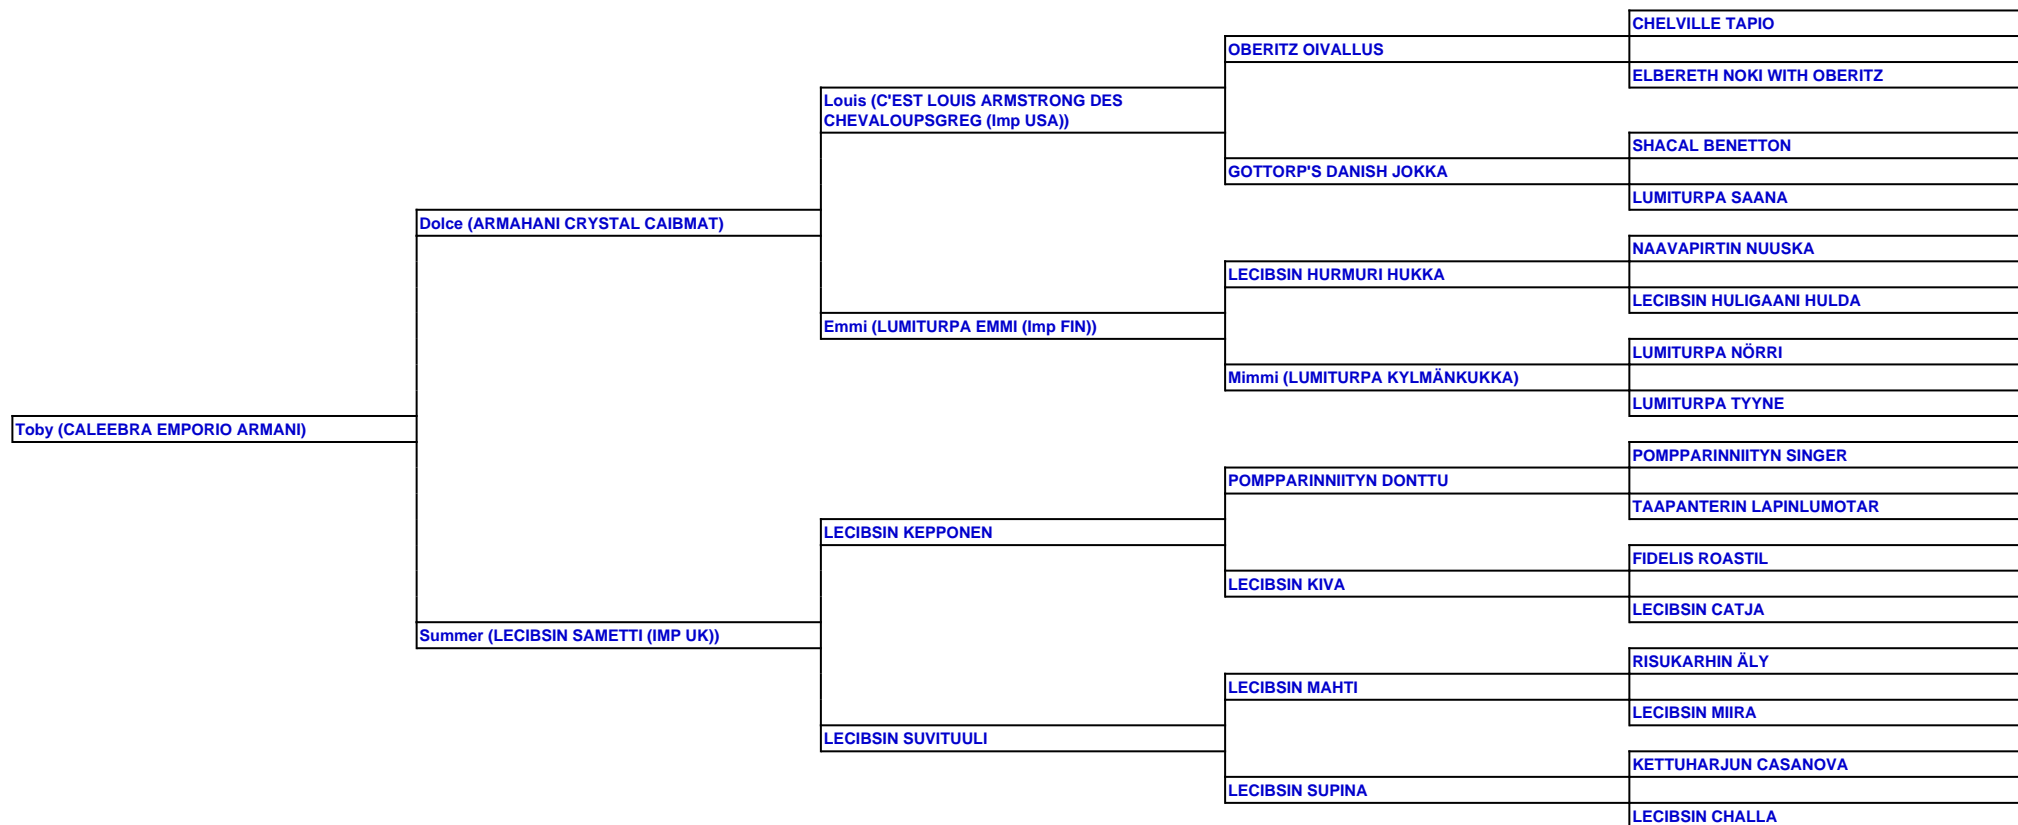 CHELVILLE TAPIO
OBERITZ OIVALLUS
ELBERETH NOKI WITH OBERITZ
Louis (C'EST LOUIS ARMSTRONG DES
CHEVALOUPSGREG (Imp USA))
SHACAL BENETTON
GOTTORP'S DANISH JOKKA
LUMITURPA SAANA
Dolce (ARMAHANI CRYSTAL CAIBMAT)
NAAVAPIRTIN NUUSKA
LECIBSIN HURMURI HUKKA
LECIBSIN HULIGAANI HULDA
Emmi (LUMITURPA EMMI (Imp FIN))
LUMITURPA NÖRRI
Mimmi (LUMITURPA KYLMÄNKUKKA)
LUMITURPA TYYNE
Toby (CALEEBRA EMPORIO ARMANI)
POMPPARINNIITYN SINGER
POMPPARINNIITYN DONTTU
TAAPANTERIN LAPINLUMOTAR
LECIBSIN KEPPONEN
FIDELIS ROASTIL
LECIBSIN KIVA
LECIBSIN CATJA
Summer (LECIBSIN SAMETTI (IMP UK))
RISUKARHIN ÄLY
LECIBSIN MAHTI
LECIBSIN MIIRA
LECIBSIN SUVITUULI
KETTUHARJUN CASANOVA
LECIBSIN SUPINA
LECIBSIN CHALLA